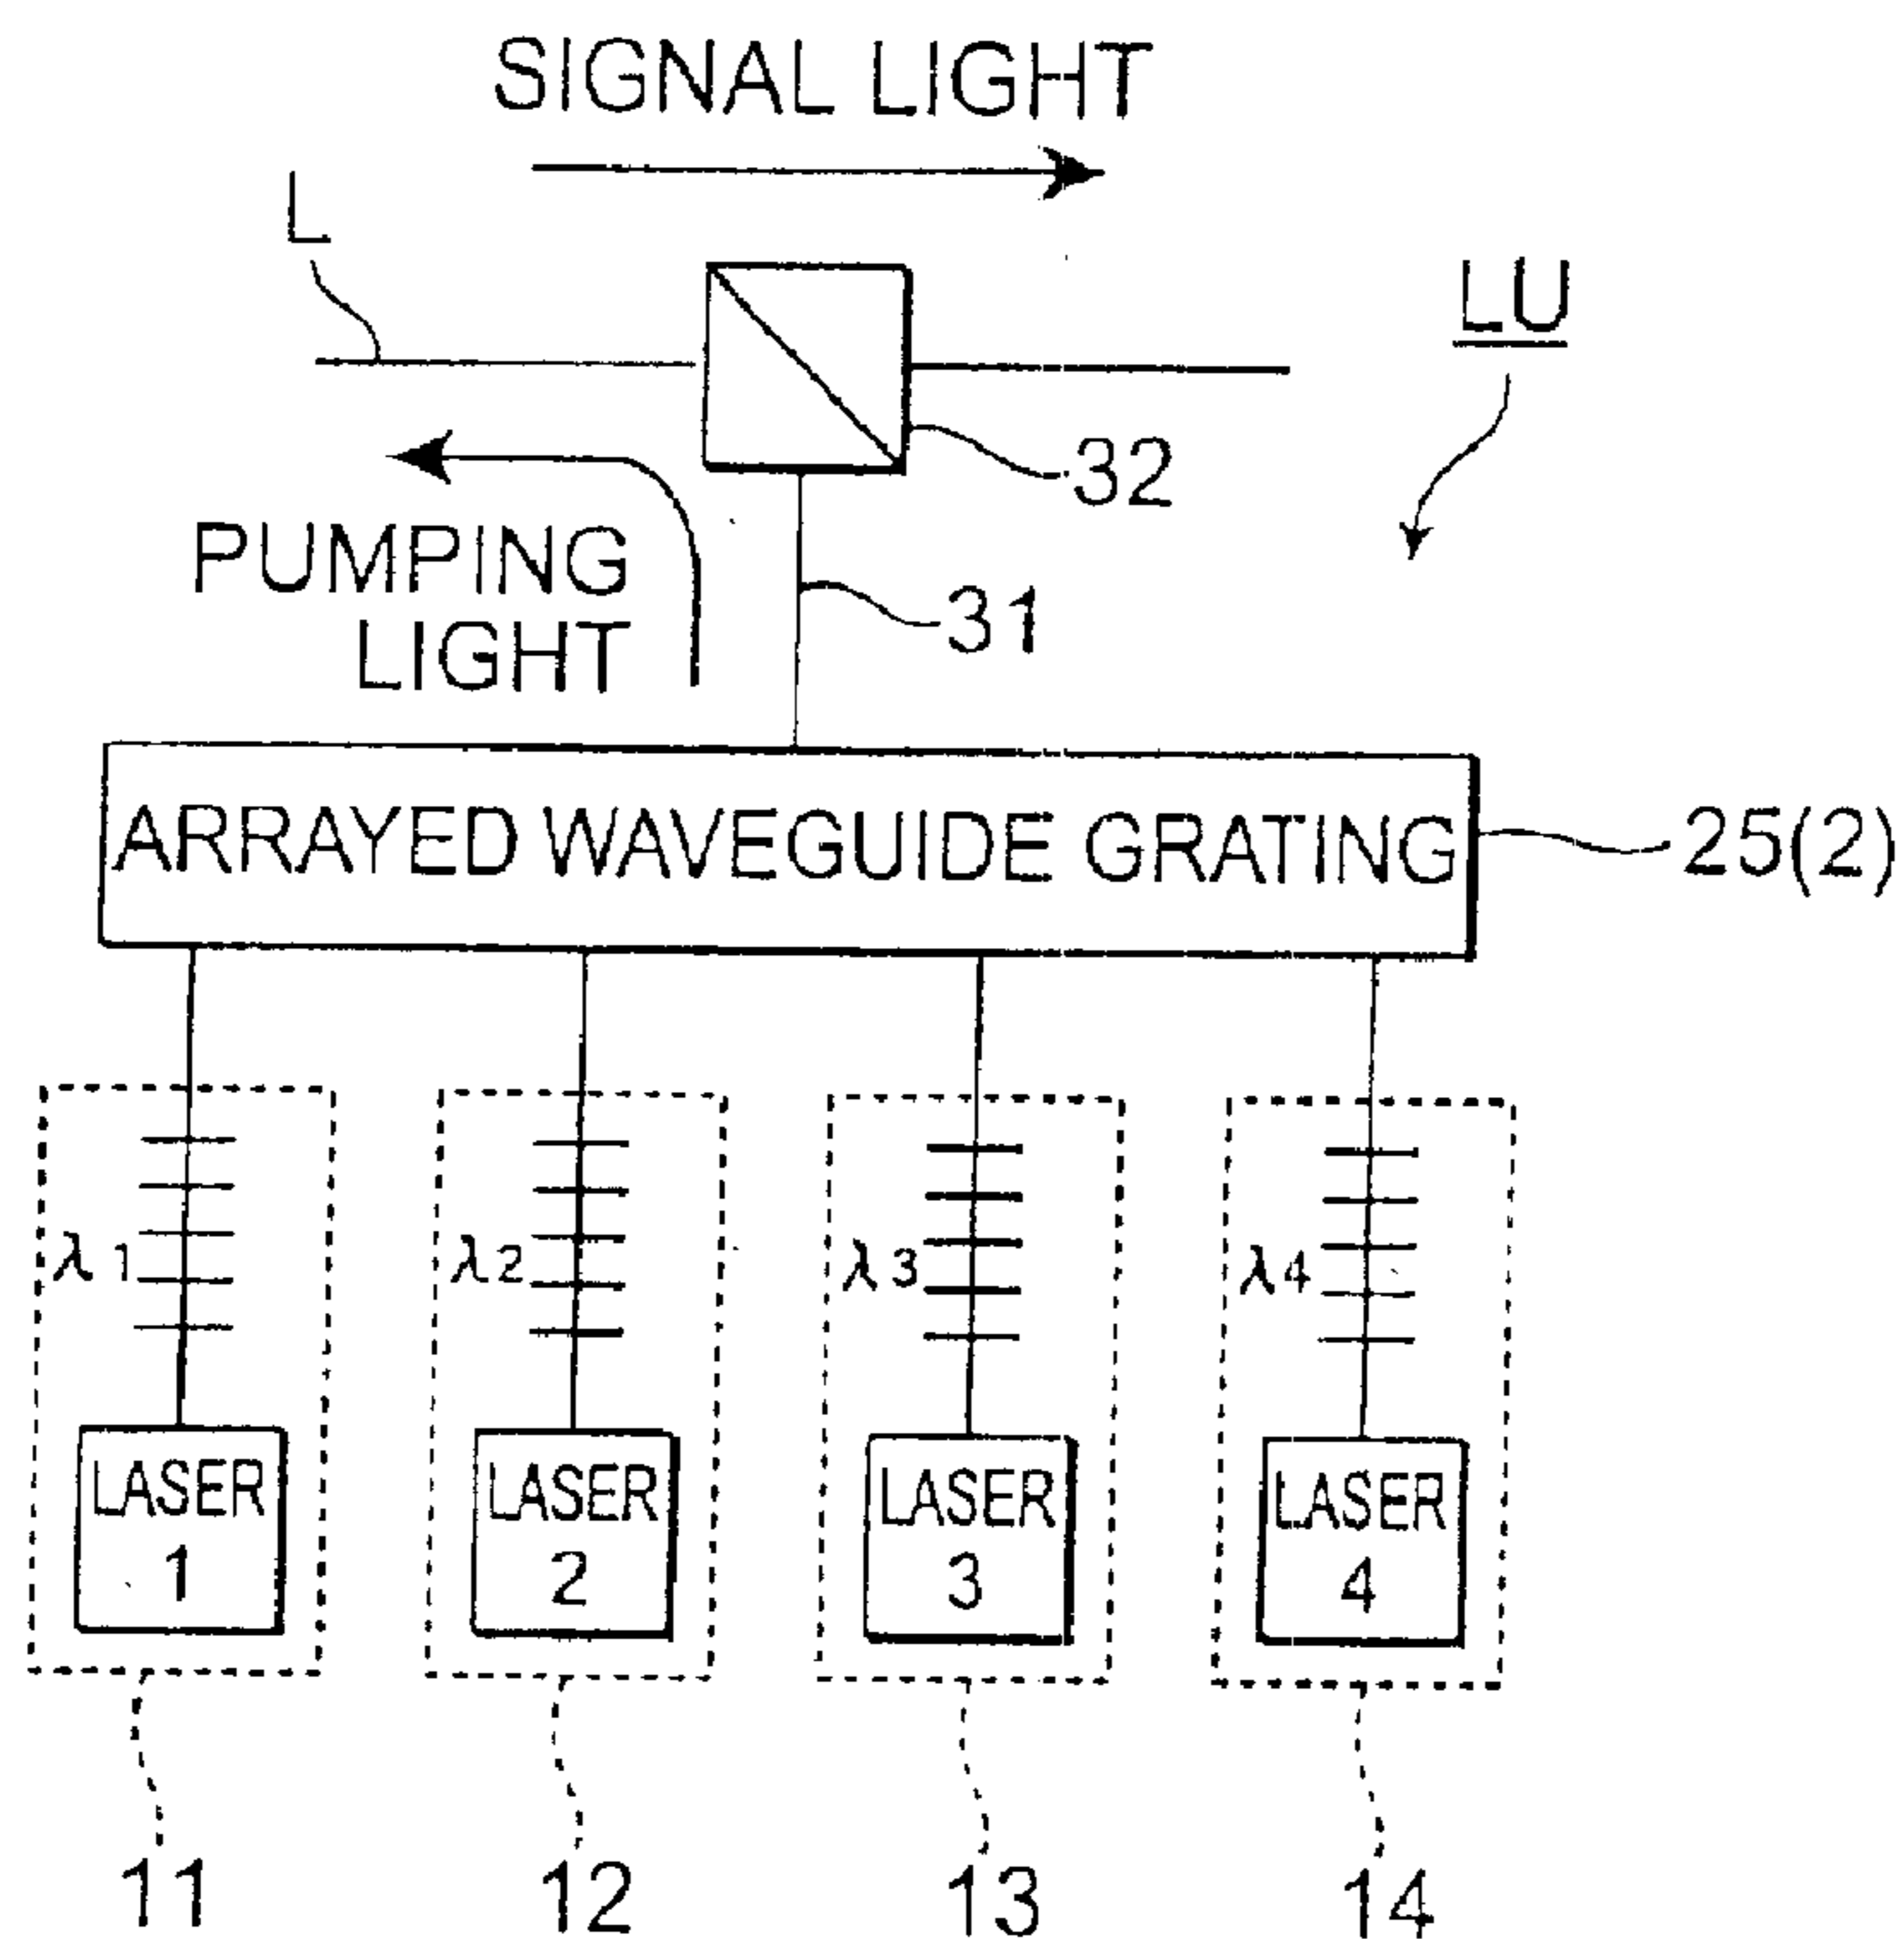 SIGNAL LIGHT
L
LU
32
PUMPING
LIGHT
31
ARRAYED WAVEGUIDE GRATING
25(2)
λ1
λ2
λ3
λ4
LASER
1
LASER
2
LASER
3
LASER
4
11
12
13
14